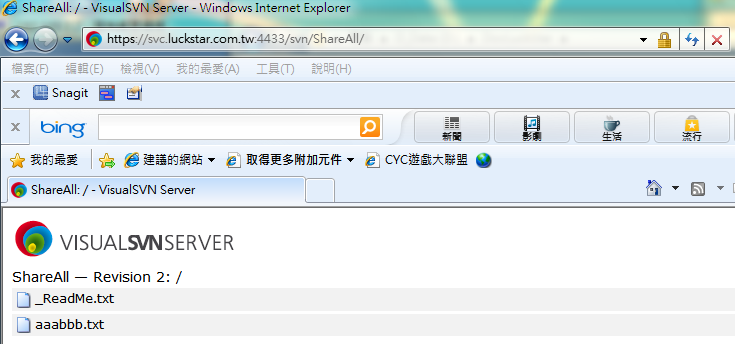 ShareAll: / - VisualSVN Server - Windows Internet Explorer
https://svc.luckstar.com.tw:4433/svn/ShareAll/
檔案(F) 編輯(E) 檢視(V) 我的最愛(A) 工具(T) 說明(H)
x Snagit
x bing 新聞 影劇 生活 流行
我的最愛 建議的網站 取得更多附加元件 CYC遊戲大聯盟
ShareAll: / - VisualSVN Server
VISUALSVNSERVER
ShareAll — Revision 2: /
_ReadMe.txt
aaabbb.txt